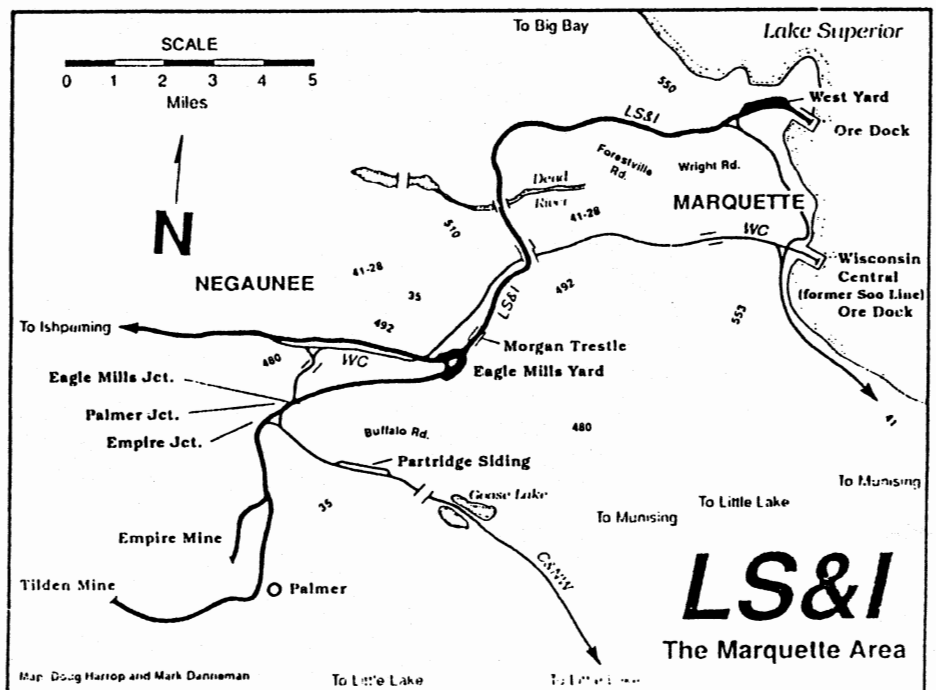 To Big Bay
Lake Superior
SCALE
0 1 2 3 4 5
Miles
550
West Yard
LS&I
Ore Dock
Forestville
Rd.
Wright Rd.
Dead
River
N
MARQUETTE
510
41-28
WC
NEGAUNEE
41-28
35
492
LS&I
553
Wisconsin
Central
(former Soo Line)
Ore Dock
To Ishpeming
492
480
WC
Morgan Trestle
Eagle Mills Yard
Eagle Mills Jct.
Palmer Jct.
Empire Jct.
41
Buffalo Rd.
480
Partridge Siding
35
Goose Lake
To Munising
To Little Lake
To Munising
Empire Mine
C&NW
Tilden Mine
Palmer
LS&I
The Marquette Area
Map: Doug Harrop and Mark Danneman
To Little Lake
To Little Lake